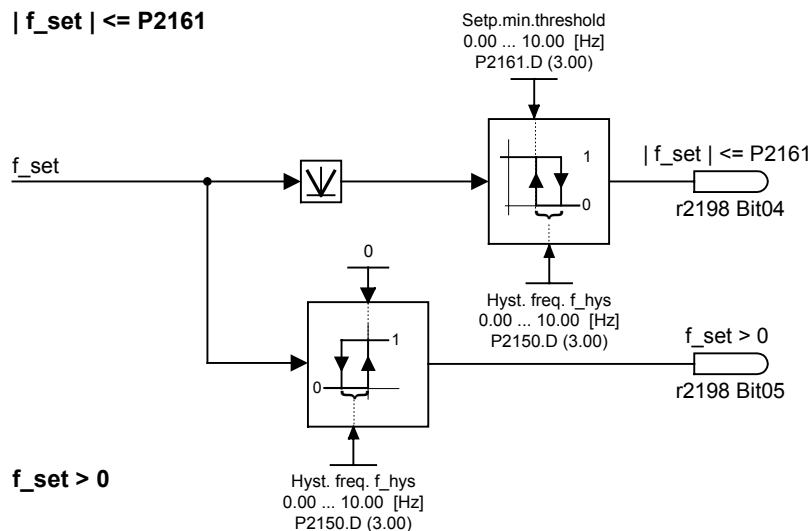 | f_set | <= P2161
Setp.min.threshold
0.00 ... 10.00 [Hz]
P2161.D (3.00)
f_set
1
0
| f_set | <= P2161
r2198 Bit04
Hyst. freq. f_hys
0.00 ... 10.00 [Hz]
P2150.D (3.00)
0
1
0
f_set > 0
r2198 Bit05
f_set > 0
Hyst. freq. f_hys
0.00 ... 10.00 [Hz]
P2150.D (3.00)